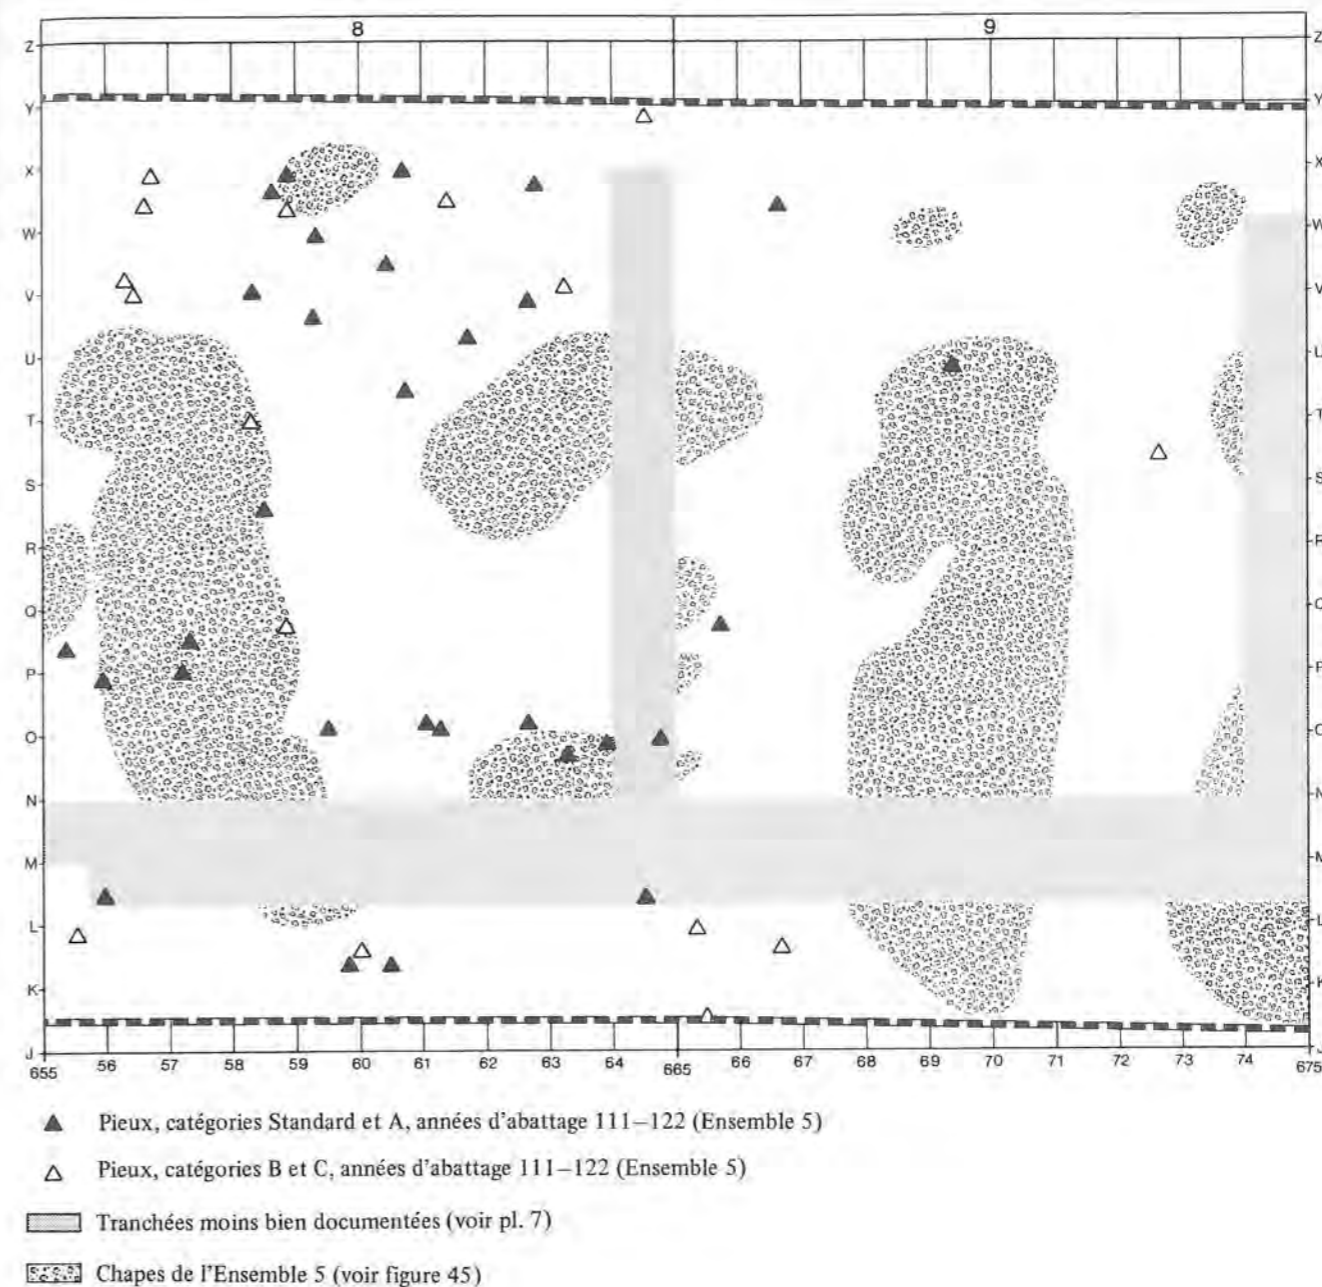 8 9
Z Z
Y Y
X X
W W
V V
U U
T T
S S
R R
Q Q
P P
O O
N N
M M
L L
K K
J J
655 56 57 58 59 60 61 62 63 64 665 66 67 68 69 70 71 72 73 74 675
Pieux, catégories Standard et A, années d'abattage 111–122 (Ensemble 5)
Pieux, catégories B et C, années d'abattage 111–122 (Ensemble 5)
Tranchées moins bien documentées (voir pl. 7)
Chapes de l'Ensemble 5 (voir figure 45)